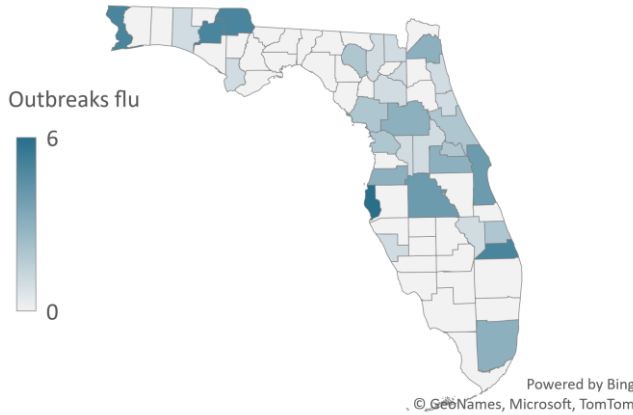 Outbreaks flu
6
0
Powered by Bing
© GeoNames, Microsoft, TomTom